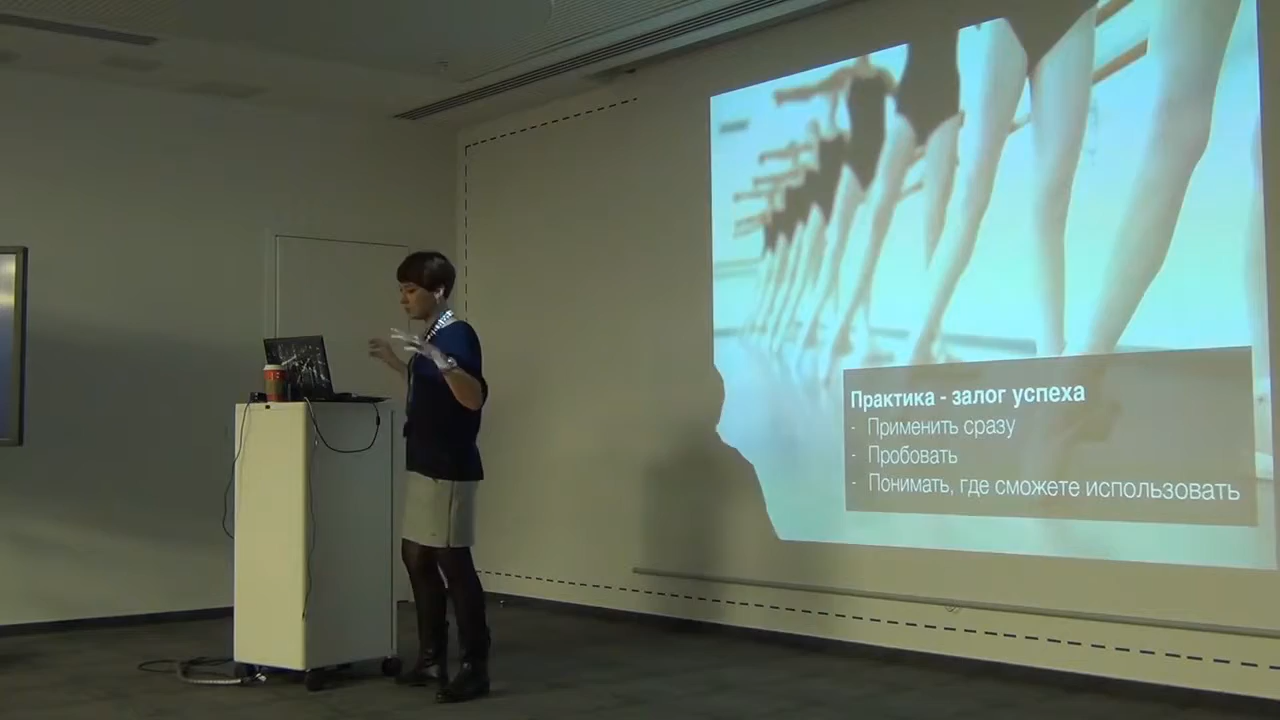 Практика - залог успеха
- Применить сразу
- Пробовать
- Понимать, где сможете использовать